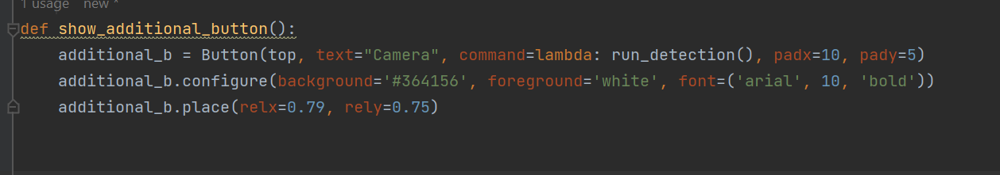 1 usage new *
def show_additional_button():
    additional_b = Button(top, text="Camera", command=lambda: run_detection(), padx=10, pady=5)
    additional_b.configure(background='#364156', foreground='white', font=('arial', 10, 'bold'))
    additional_b.place(relx=0.79, rely=0.75)